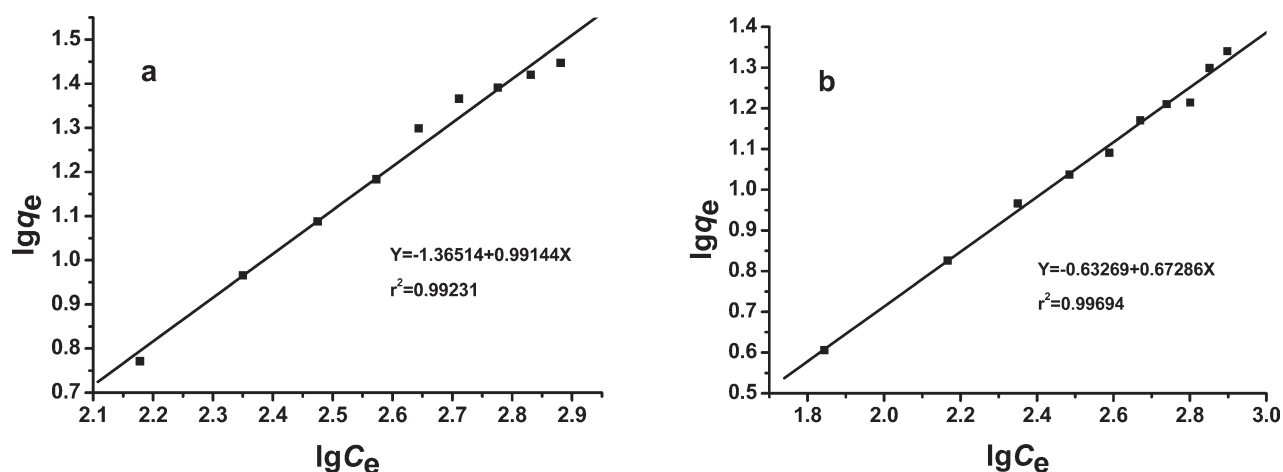 a
1.5
1.4
1.3
1.2
1.1
1.0
0.9
0.8
0.7
lgqe
2.1 2.2 2.3 2.4 2.5 2.6 2.7 2.8 2.9
lgCe
Y=-1.36514+0.99144X
r²=0.99231
b
1.4
1.3
1.2
1.1
1.0
0.9
0.8
0.7
0.6
0.5
lgqe
1.8 2.0 2.2 2.4 2.6 2.8 3.0
lgCe
Y=-0.63269+0.67286X
r²=0.99694